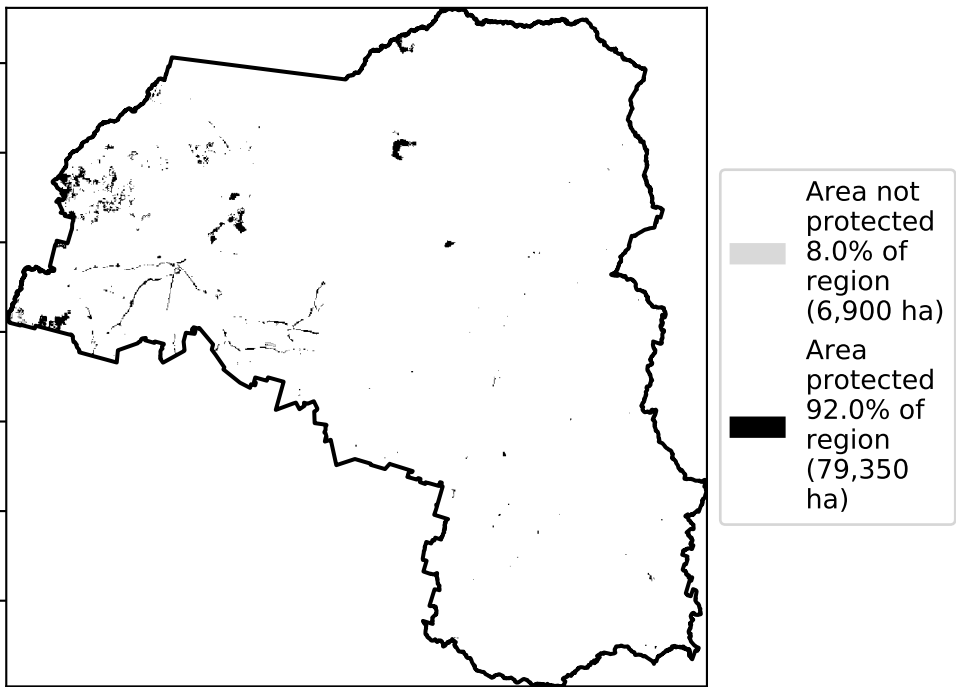 Area not
protected
8.0% of
region
(6,900 ha)
Area
protected
92.0% of
region
(79,350
ha)